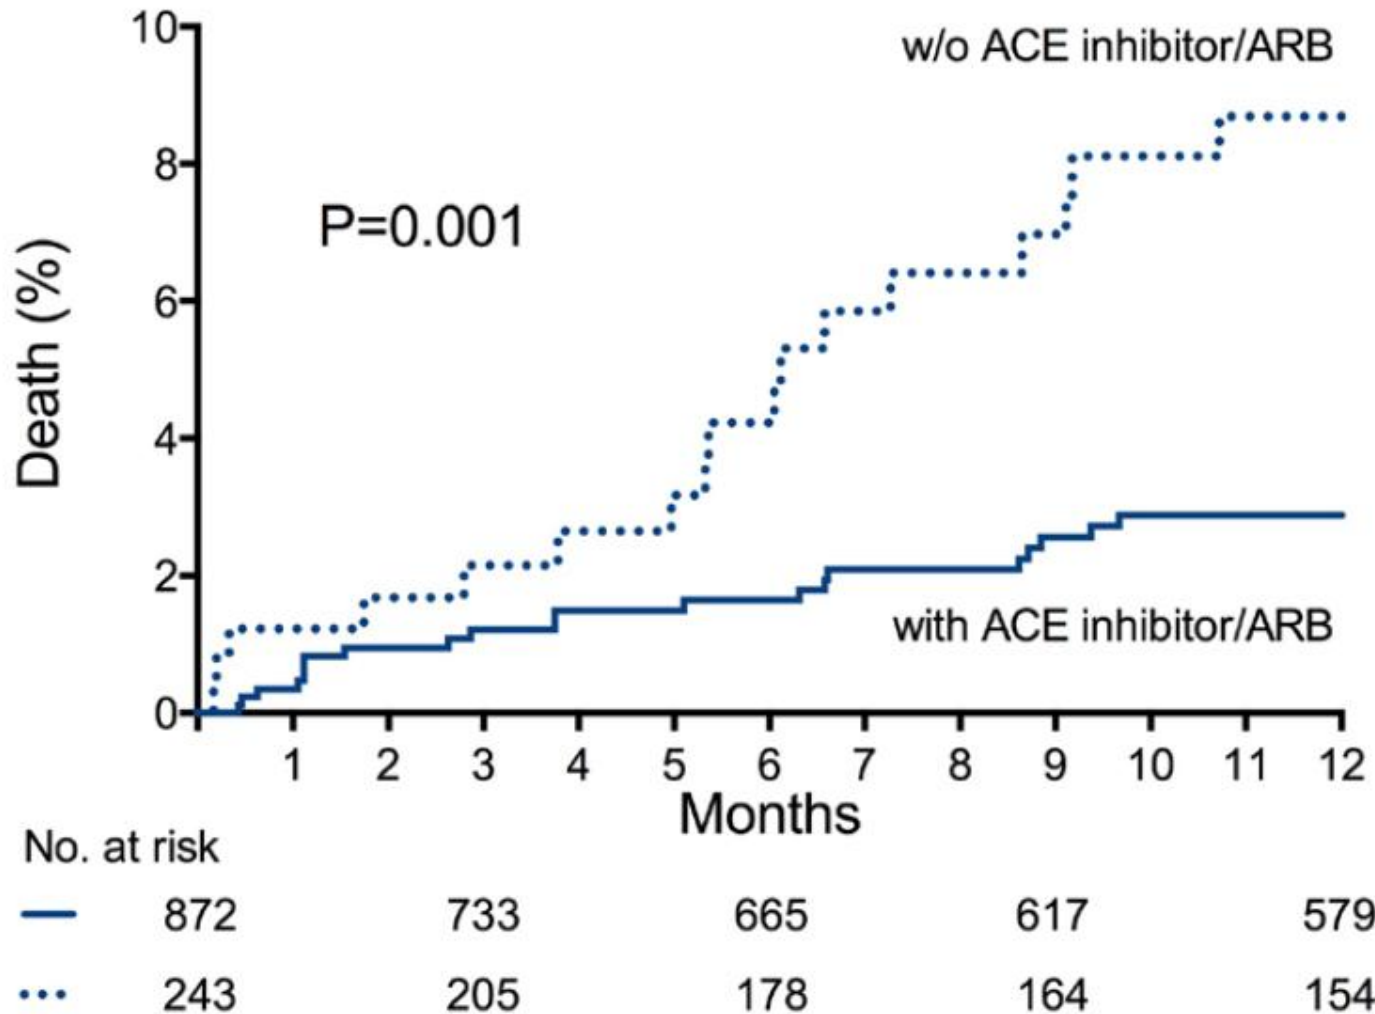 10
w/o ACE inhibitor/ARB
8
P=0.001
6
Death (%)
4
2
with ACE inhibitor/ARB
0
1 2 3 4 5 6 7 8 9 10 11 12
Months
No. at risk
872 733 665 617 579
243 205 178 164 154